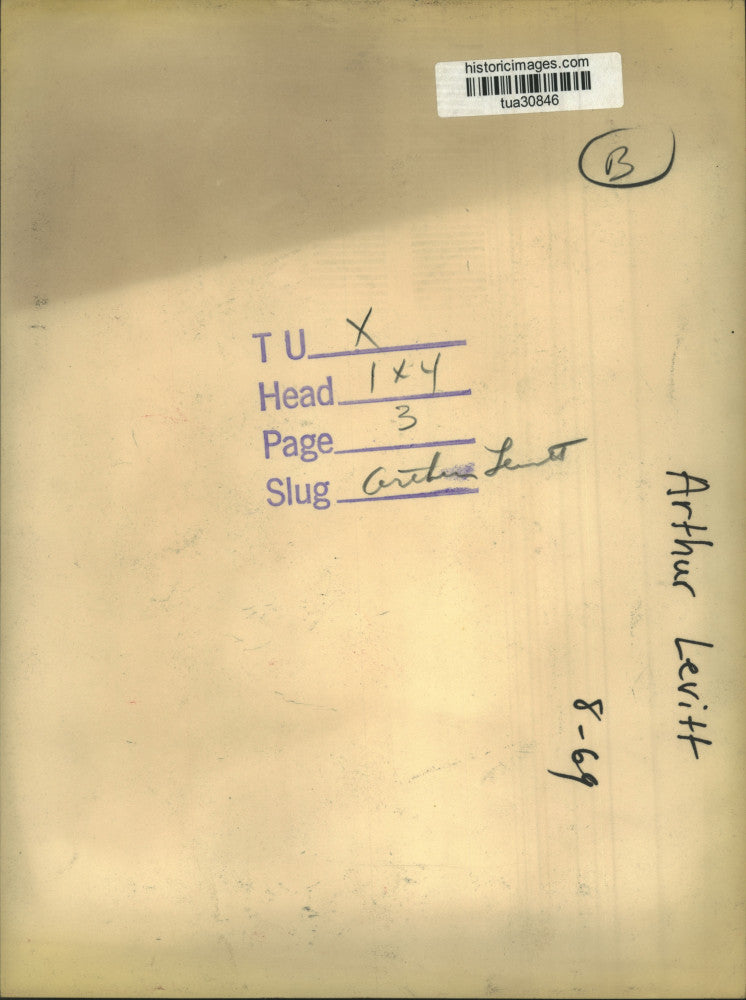 historicimages.com
tua30846
B
T U X
Head 1x4
Page 3
Slug Arthur Levitt
Arthur Levitt
8-69